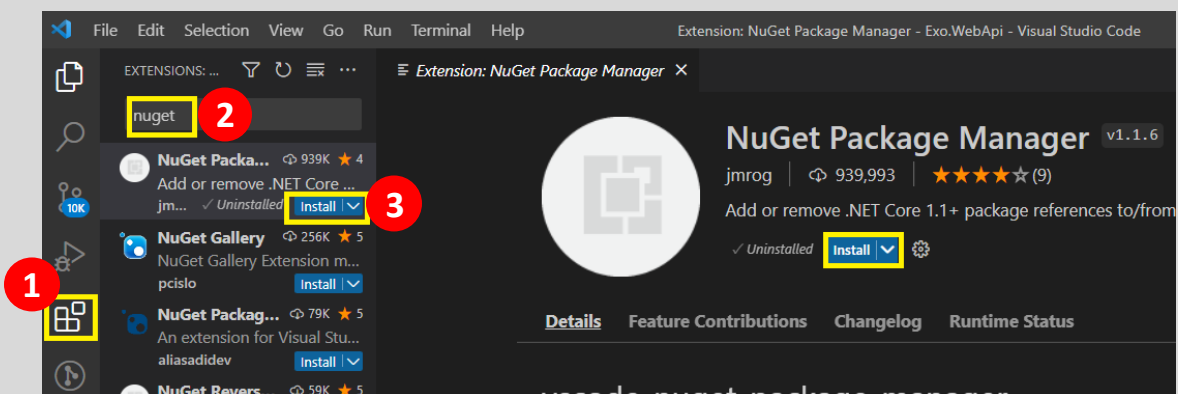 File Edit Selection View Go Run Terminal Help
Extension: NuGet Package Manager - Exo.WebApi - Visual Studio Code
EXTENSIONS: ...
Extension: NuGet Package Manager
nuget
2
NuGet Packa... 939K ★ 4
Add or remove .NET Core ...
jm... ✓ Uninstalled Install
3
10K
NuGet Gallery 256K ★ 5
NuGet Gallery Extension m...
pcislo Install
1
NuGet Packag... 79K ★ 5
An extension for Visual Stu...
aliasadidev Install
NuGet Revers... 59K ★ 5
NuGet Package Manager v1.1.6
jmrog 939,993 ★★★★☆ (9)
Add or remove .NET Core 1.1+ package references to/from
✓ Uninstalled Install
Details Feature Contributions Changelog Runtime Status
vscode-nuget-package-manager